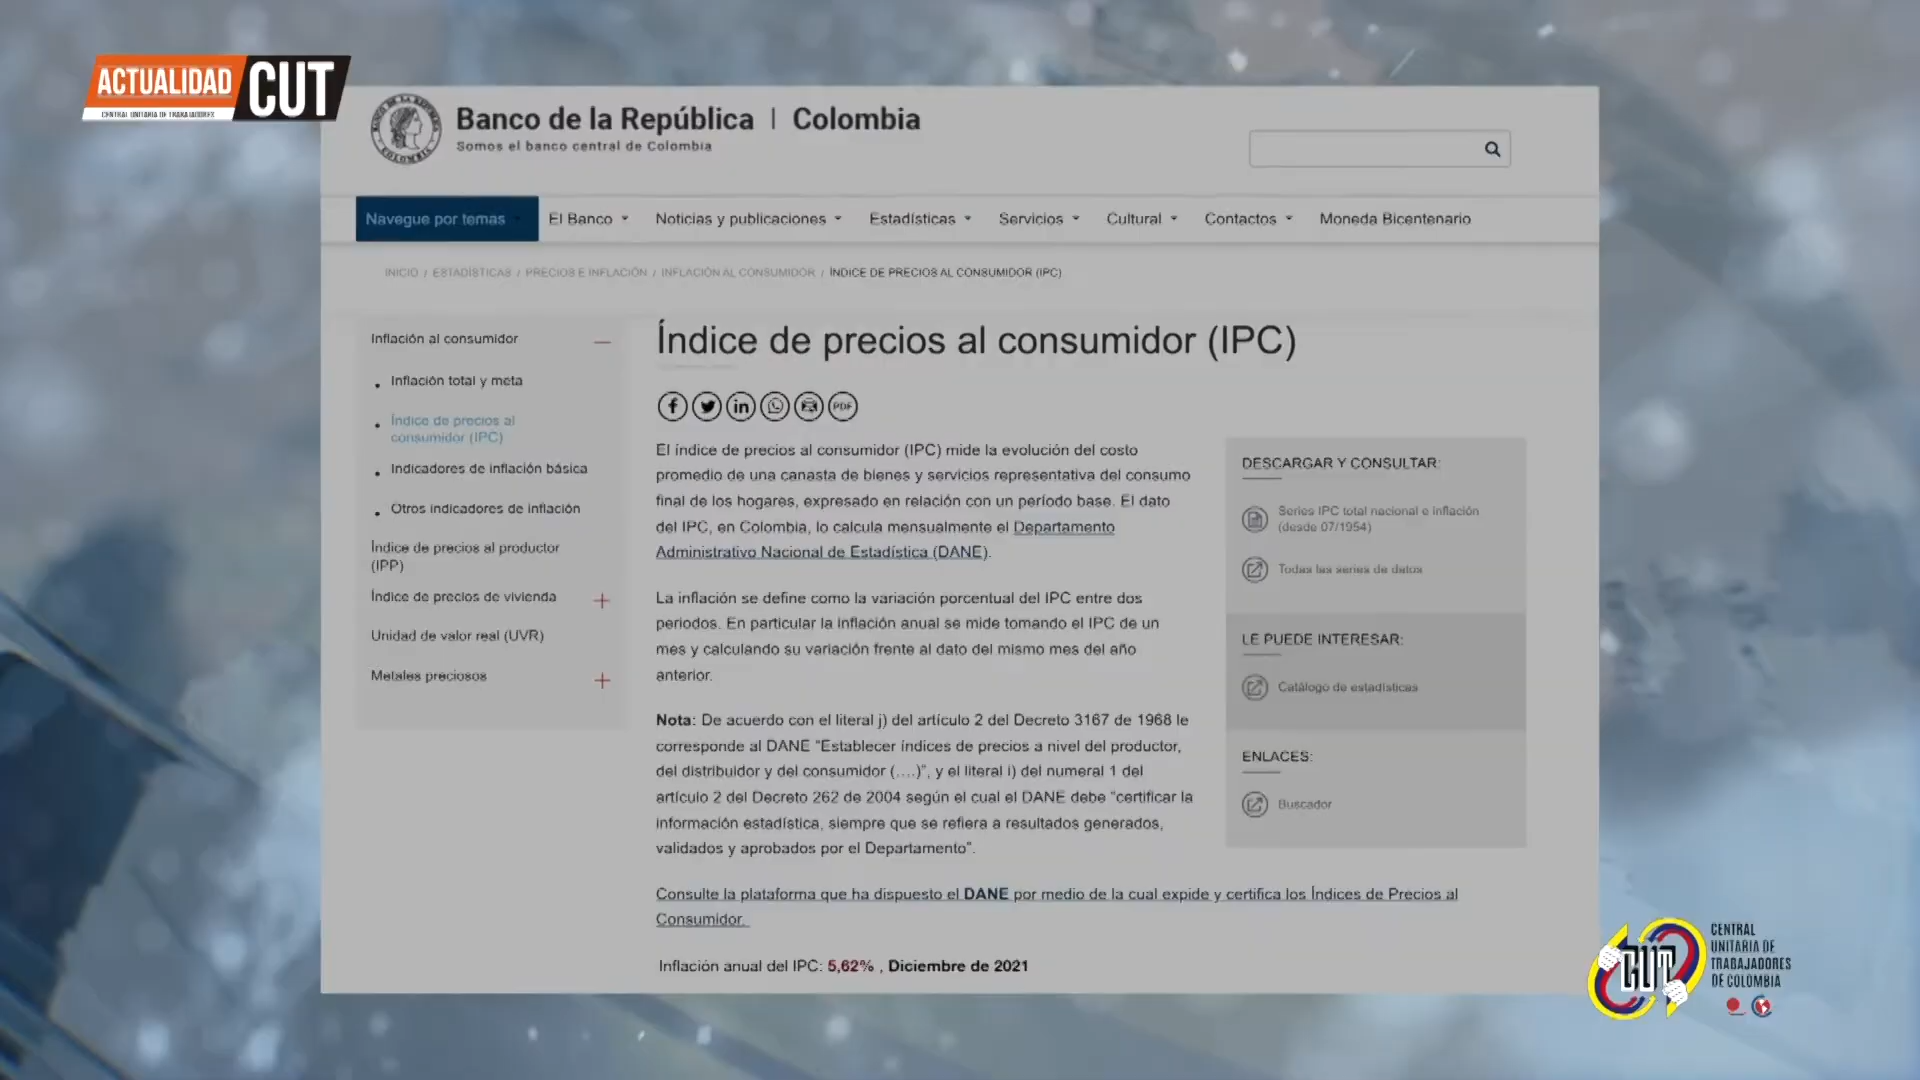 ACTUALIDAD CUT
CENTRAL UNITARIA DE TRABAJADORES
Banco de la República | Colombia
Somos el banco central de Colombia
Navegue por temas
El Banco
Noticias y publicaciones
Estadísticas
Servicios
Cultural
Contactos
Moneda Bicentenario
INICIO / ESTADÍSTICAS / PRECIOS E INFLACIÓN / INFLACIÓN AL CONSUMIDOR / ÍNDICE DE PRECIOS AL CONSUMIDOR (IPC)
Inflación al consumidor
Inflación total y meta
Índice de precios al
consumidor (IPC)
Indicadores de inflación básica
Otros indicadores de inflación
Índice de precios al productor
(IPP)
Índice de precios de vivienda
Unidad de valor real (UVR)
Metales preciosos
Índice de precios al consumidor (IPC)
PDF
El índice de precios al consumidor (IPC) mide la evolución del costo
promedio de una canasta de bienes y servicios representativa del consumo
final de los hogares, expresado en relación con un período base. El dato
del IPC, en Colombia, lo calcula mensualmente el Departamento
Administrativo Nacional de Estadística (DANE).
La inflación se define como la variación porcentual del IPC entre dos
periodos. En particular la inflación anual se mide tomando el IPC de un
mes y calculando su variación frente al dato del mismo mes del año
anterior.
Nota: De acuerdo con el literal j) del artículo 2 del Decreto 3167 de 1968 le
corresponde al DANE “Establecer índices de precios a nivel del productor,
del distribuidor y del consumidor (....)”, y el literal i) del numeral 1 del
artículo 2 del Decreto 262 de 2004 según el cual el DANE debe “certificar la
información estadística, siempre que se refiera a resultados generados,
validados y aprobados por el Departamento”.
Consulte la plataforma que ha dispuesto el DANE por medio de la cual expide y certifica los Índices de Precios al
Consumidor.
Inflación anual del IPC: 5,62% , Diciembre de 2021
DESCARGAR Y CONSULTAR:
Series IPC total nacional e inflación
(desde 07/1954)
Todas las series de datos
LE PUEDE INTERESAR:
Catálogo de estadísticas
ENLACES:
Buscador
CUT
CENTRAL
UNITARIA DE
TRABAJADORES
DE COLOMBIA